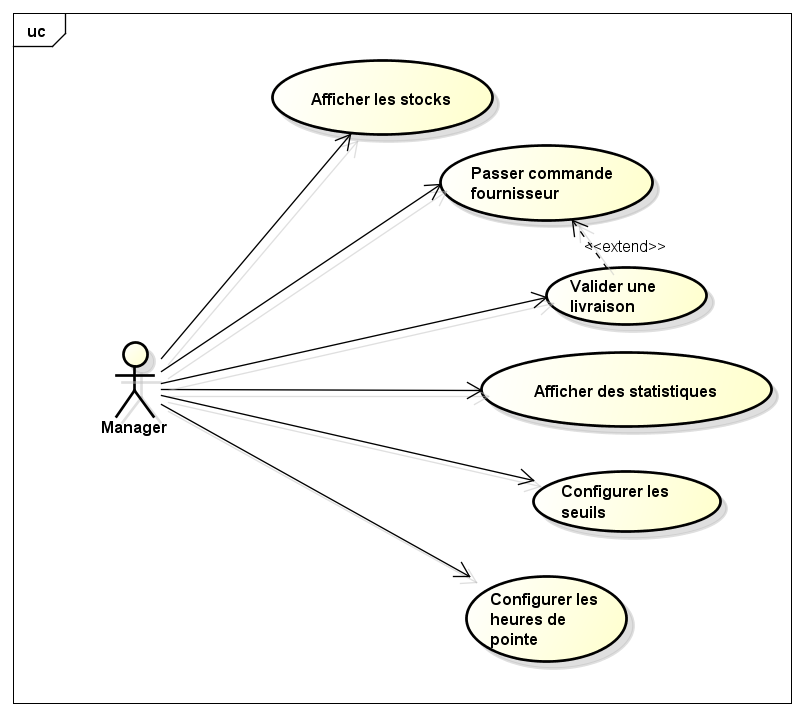 uc
Afficher les stocks
Passer commande
fournisseur
<<extend>>
Valider une
livraison
Afficher des statistiques
Manager
Configurer les
seuils
Configurer les
heures de
pointe